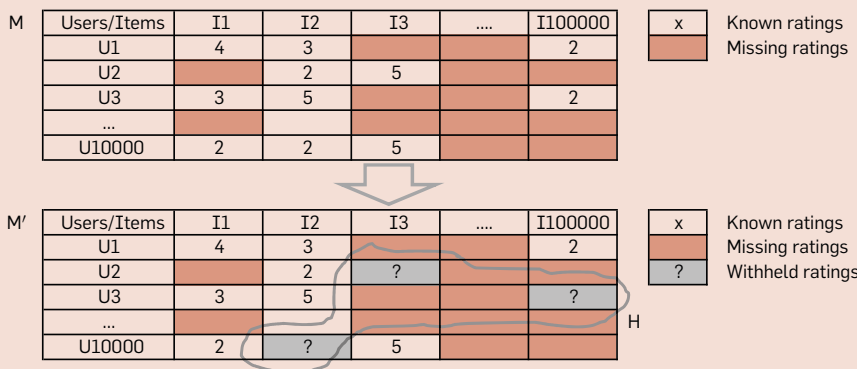 M Users/Items I1 I2 I3 .... I100000 x Known ratings
U1 4 3 2 Missing ratings
U2 2 5
U3 3 5 2
...
U10000 2 2 5
M′ Users/Items I1 I2 I3 .... I100000 x Known ratings
U1 4 3 2 Missing ratings
U2 2 ? ? Withheld ratings
U3 3 5 ?
... H
U10000 2 ? 5